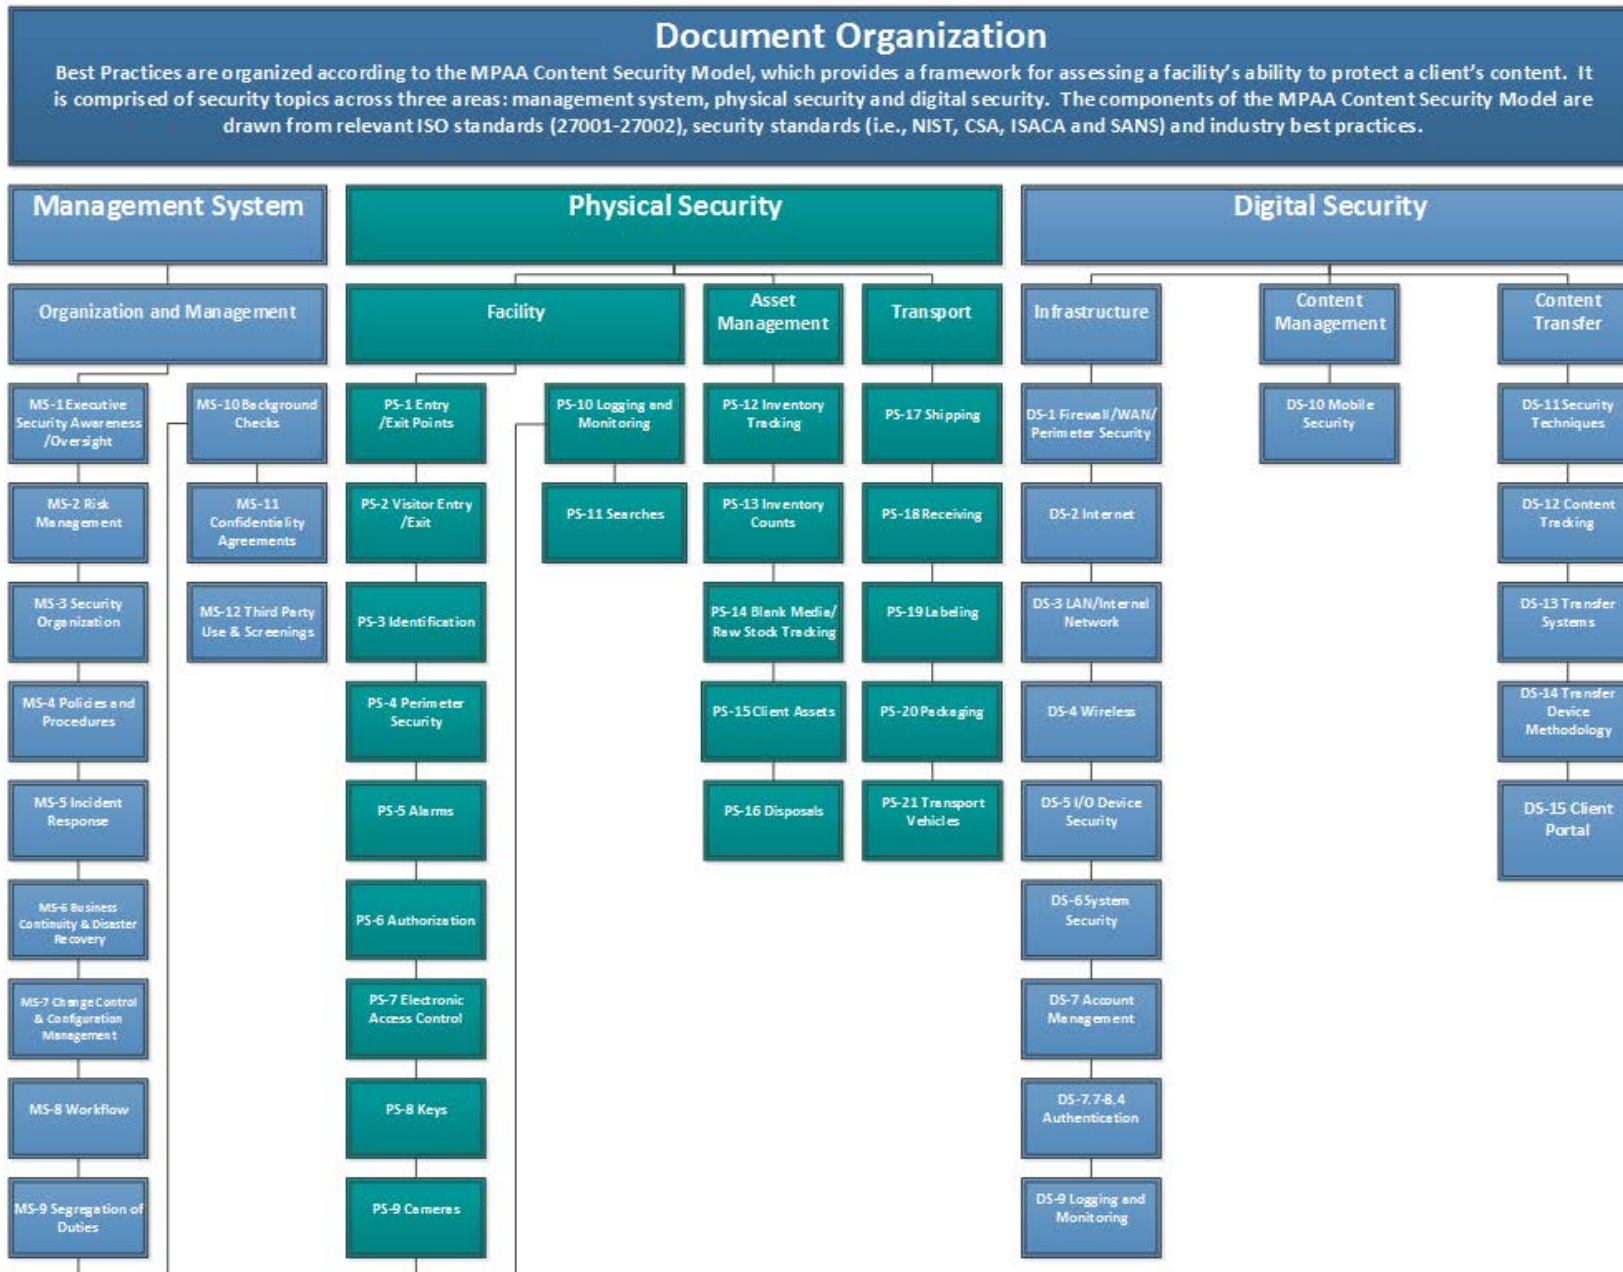 Document Organization
Best Practices are organized according to the MPAA Content Security Model, which provides a framework for assessing a facility's ability to protect a client's content. It
is comprised of security topics across three areas: management system, physical security and digital security. The components of the MPAA Content Security Model are
drawn from relevant ISO standards (27001-27002), security standards (i.e., NIST, CSA, ISACA and SANS) and industry best practices.
Management System
Organization and Management
MS-1 Executive
Security Awareness
/Oversight
MS-2 Risk
Management
MS-3 Security
Organization
MS-4 Policies and
Procedures
MS-5 Incident
Response
MS-6 Business
Continuity & Disaster
Recovery
MS-7 Change Control
& Configuration
Management
MS-8 Workflow
MS-9 Segregation of
Duties
MS-10 Background
Checks
MS-11
Confidentiality
Agreements
MS-12 Third Party
Use & Screenings
Physical Security
Facility
PS-1 Entry
/Exit Points
PS-2 Visitor Entry
/Exit
PS-3 Identification
PS-4 Perimeter
Security
PS-5 Alarms
PS-6 Authorization
PS-7 Electronic
Access Control
PS-8 Keys
PS-9 Cameras
PS-10 Logging and
Monitoring
PS-11 Searches
Asset
Management
PS-12 Inventory
Tracking
PS-13 Inventory
Counts
PS-14 Blank Media/
Raw Stock Tracking
PS-15 Client Assets
PS-16 Disposals
Transport
PS-17 Shipping
PS-18 Receiving
PS-19 Labeling
PS-20 Packaging
PS-21 Transport
Vehicles
Digital Security
Infrastructure
DS-1 Firewall/WAN/
Perimeter Security
DS-2 Internet
DS-3 LAN/Internal
Network
DS-4 Wireless
DS-5 I/O Device
Security
DS-6 System
Security
DS-7 Account
Management
DS-7.7-8.4
Authentication
DS-9 Logging and
Monitoring
Content
Management
DS-10 Mobile
Security
Content
Transfer
DS-11 Security
Techniques
DS-12 Content
Tracking
DS-13 Transfer
Systems
DS-14 Transfer
Device
Methodology
DS-15 Client
Portal